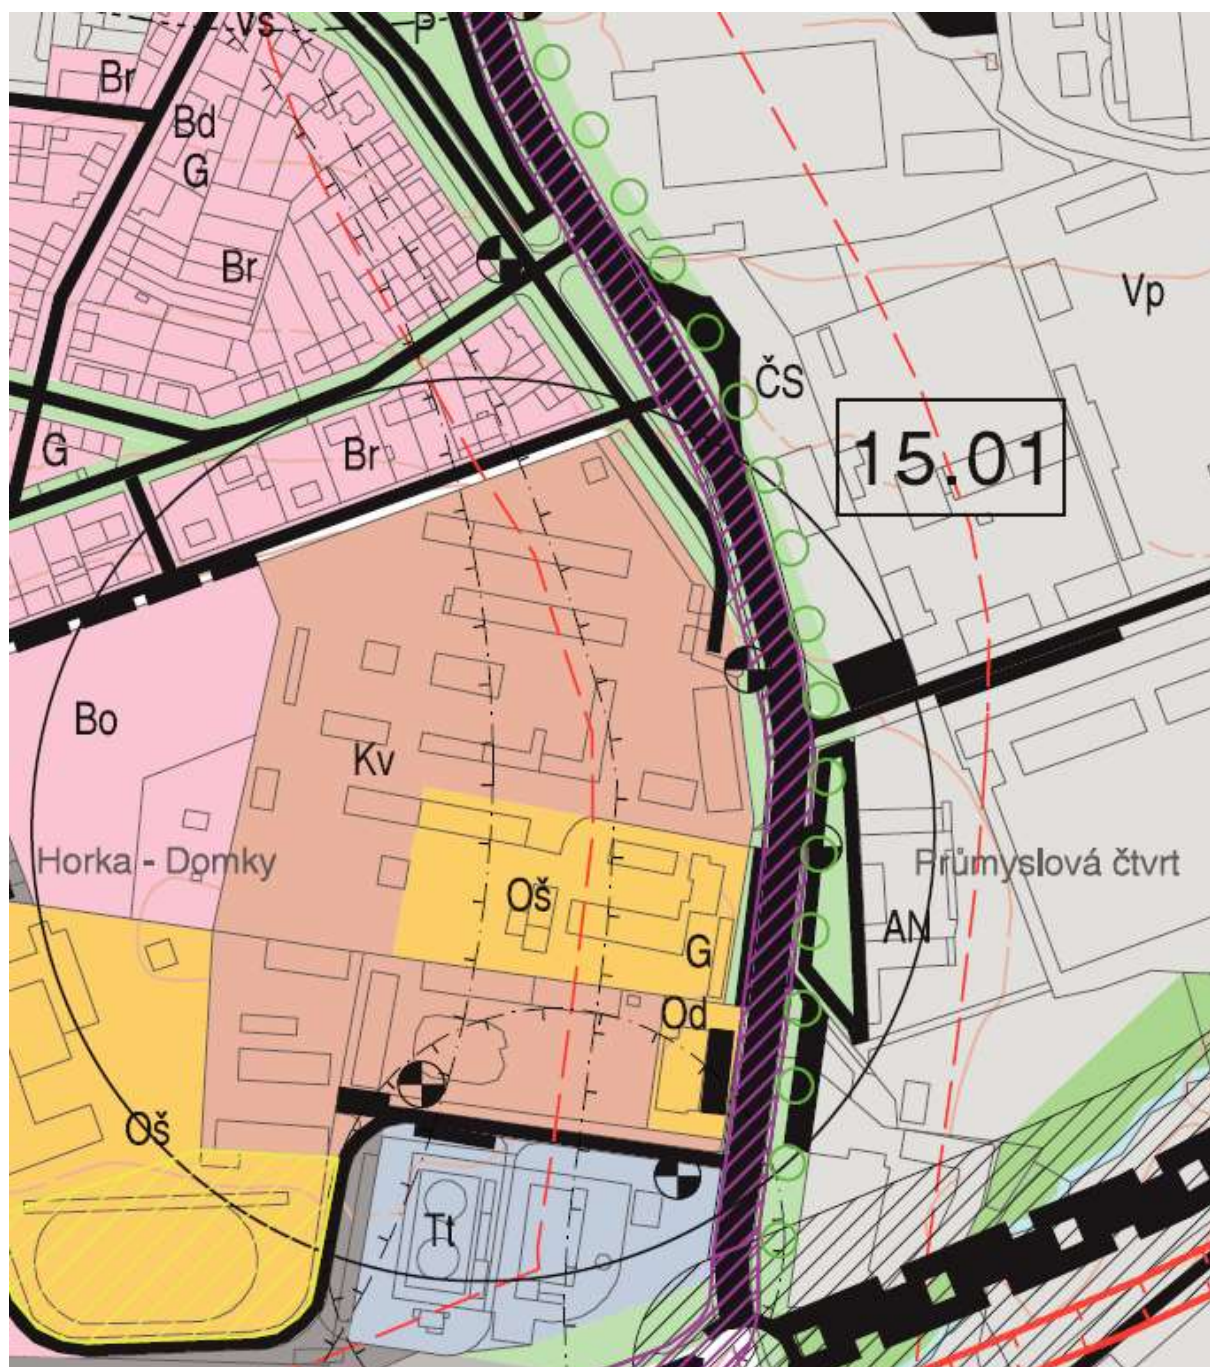 Vs
P
Br
Bd
G
Br
Vp
ČS
G
Br
15.01
Bo
Kv
Horka - Domky
Průmyslová čtvrt
Oš
AN
G
Od
Oš
Tt